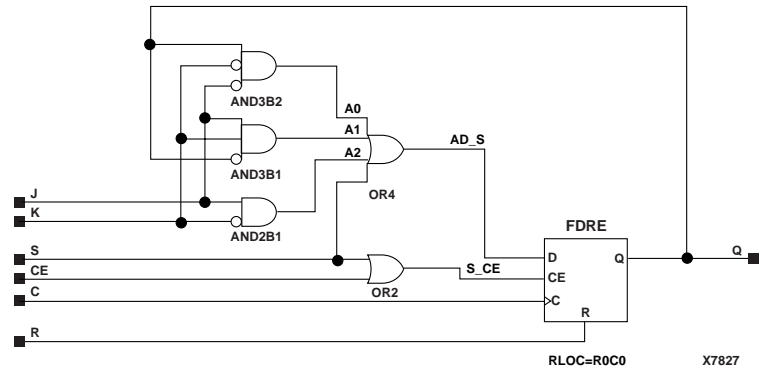 AND3B2
A0
A1
AD_S
A2
AND3B1
OR4
J
K
AND2B1
FDRE
S
D
Q
Q
CE
S_CE
CE
OR2
C
C
R
R
RLOC=R0C0
X7827